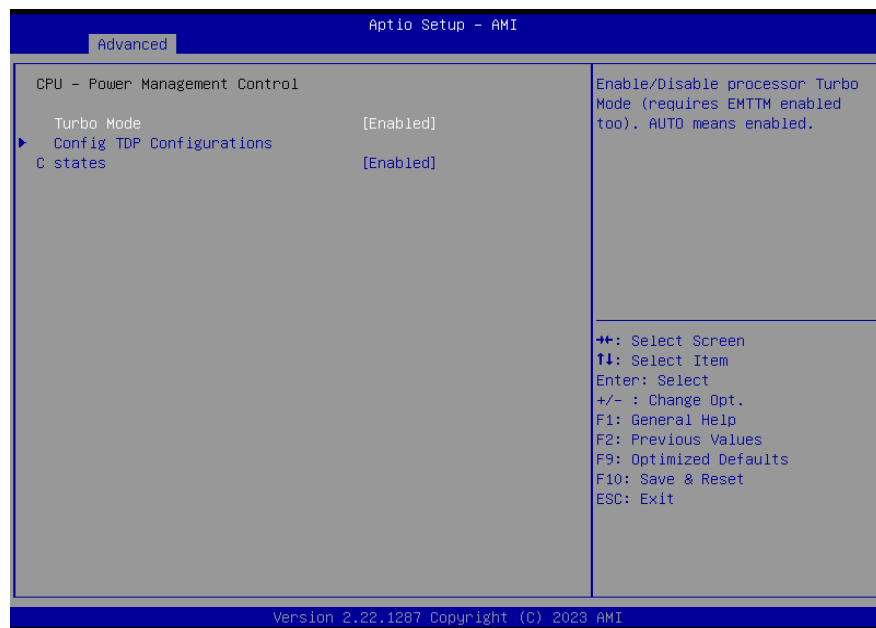 Aptio Setup – AMI
Advanced
CPU – Power Management Control
Turbo Mode [Enabled]
Config TDP Configurations
C states [Enabled]
Enable/Disable processor Turbo
Mode (requires EMTTM enabled
too). AUTO means enabled.
→←: Select Screen
↑↓: Select Item
Enter: Select
+/- : Change Opt.
F1: General Help
F2: Previous Values
F9: Optimized Defaults
F10: Save & Reset
ESC: Exit
Version 2.22.1287 Copyright (C) 2023 AMI